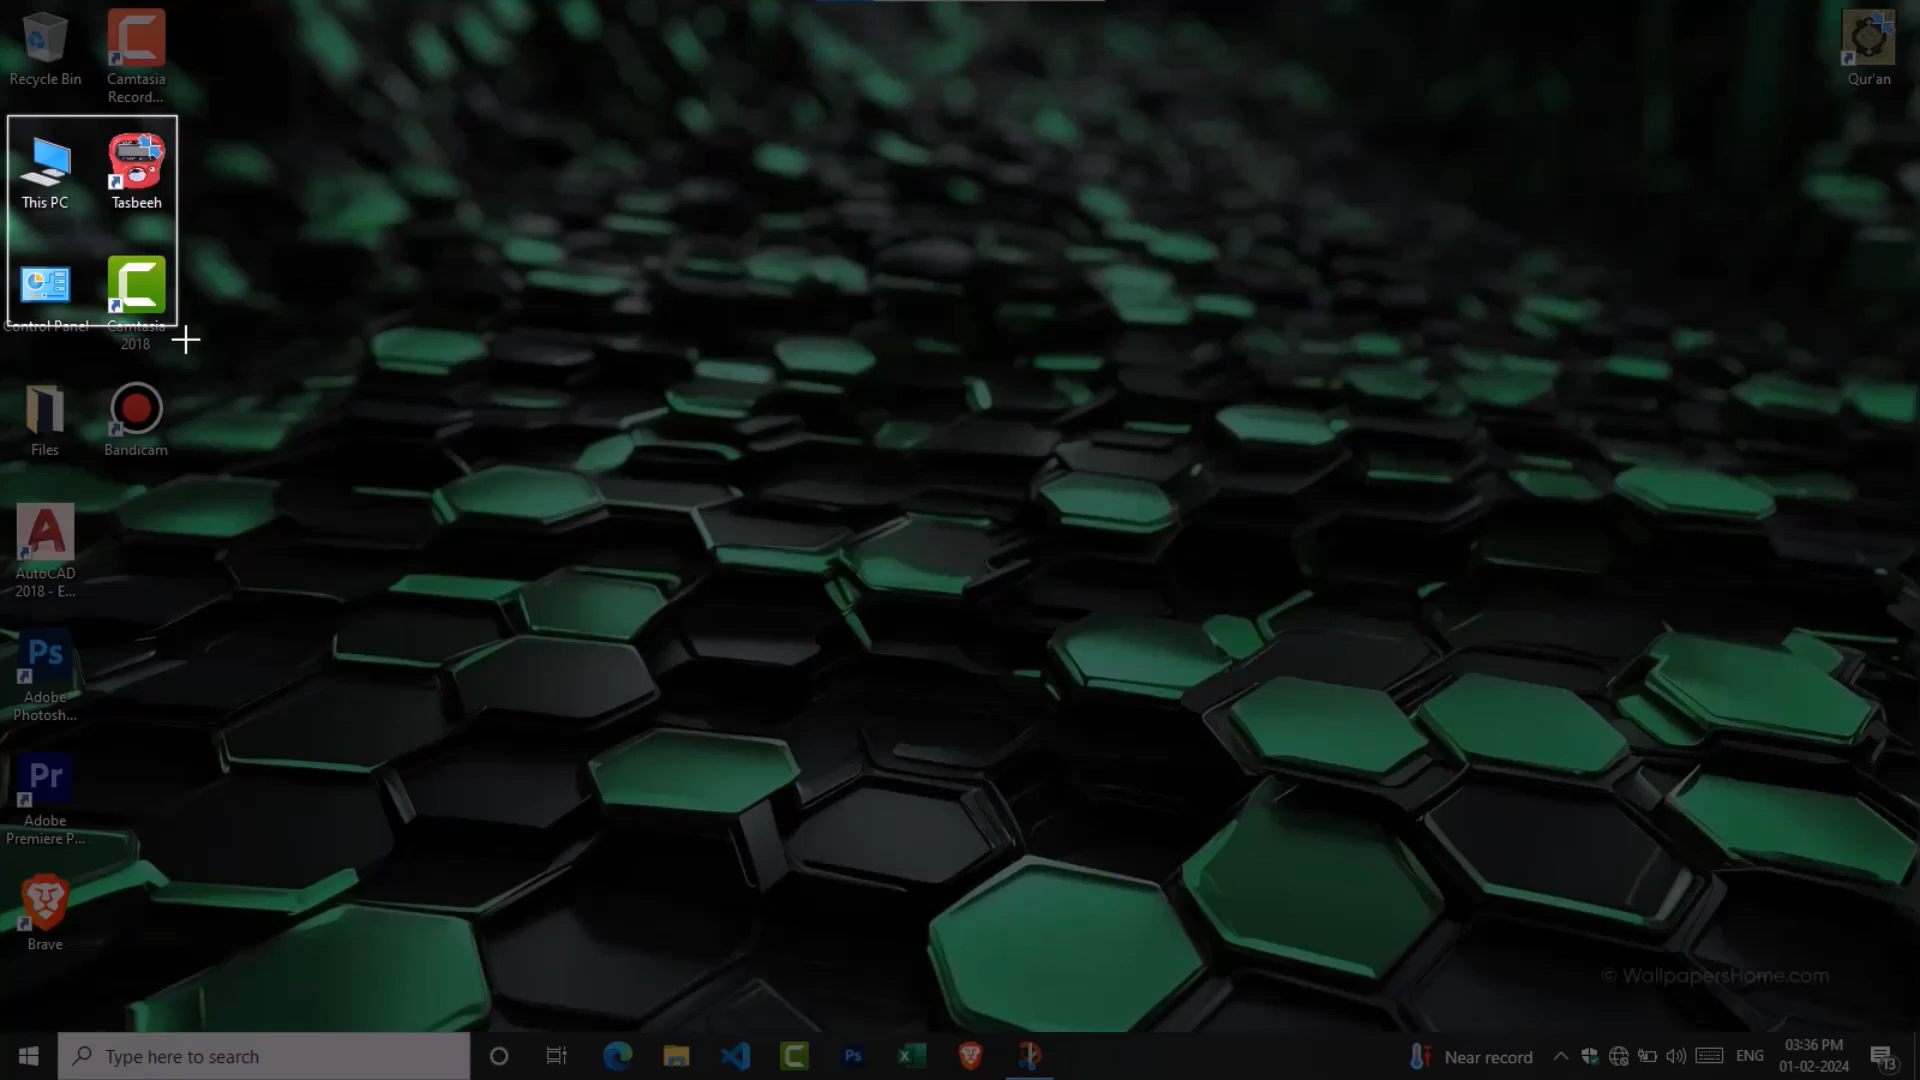 Recycle Bin
Camtasia
Record...
Qur'an
This PC
Tasbeeh
Control Panel
Camtasia
2018
Files
Bandicam
AutoCAD
2018 - E...
Ps
Adobe
Photosh...
Pr
Adobe
Premiere P...
Brave
© WallpapersHome.com
Type here to search
Ps
Near record
ENG
03:36 PM
01-02-2024
13